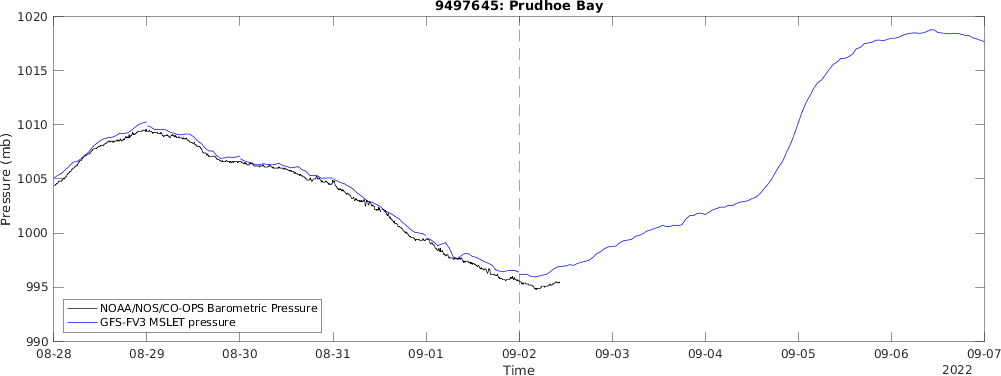 9497645: Prudhoe Bay
1020
1015
1010
1005
1000
995
990
Pressure (mb)
NOAA/NOS/CO-OPS Barometric Pressure
GFS-FV3 MSLET pressure
08-28 08-29 08-30 08-31 09-01 09-02 09-03 09-04 09-05 09-06 09-07
Time
2022